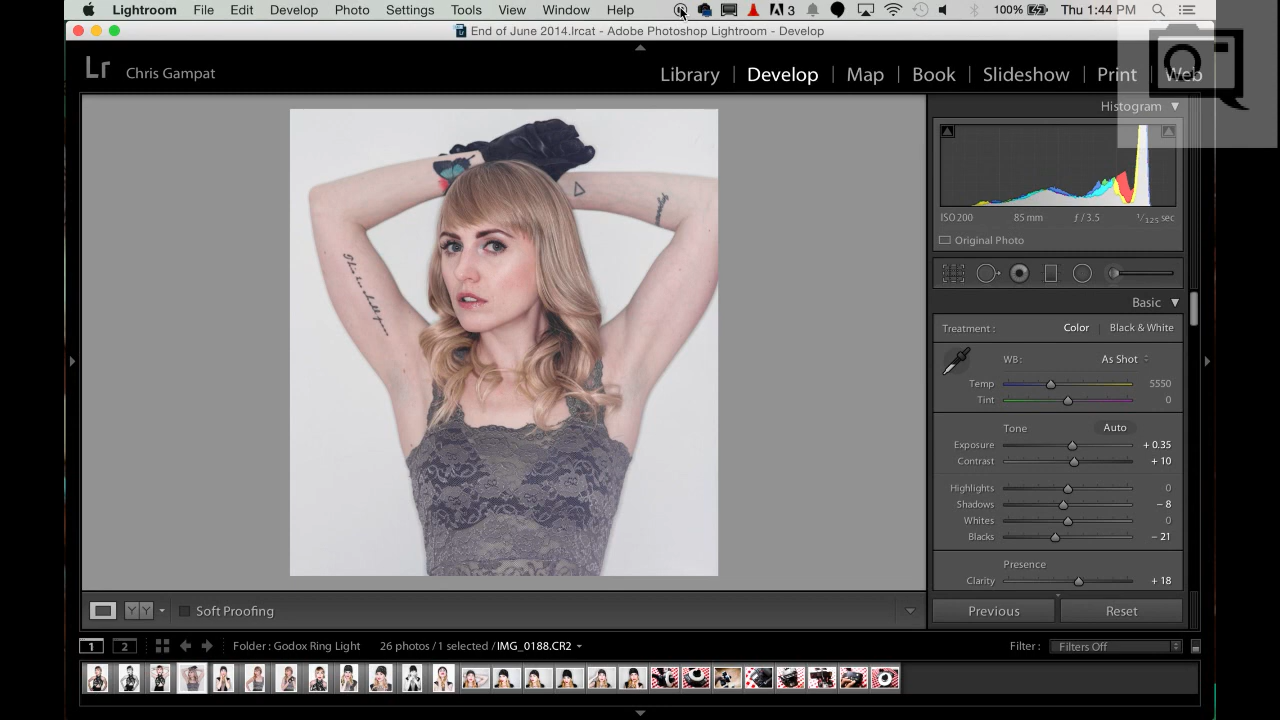 Lightroom File Edit Develop Photo Settings Tools View Window Help 3 100% Thu 1:44 PM
End of June 2014.lrcat - Adobe Photoshop Lightroom - Develop
Lr Chris Gampat Library | Develop | Map | Book | Slideshow | Print | Web
Histogram
ISO 200 85 mm ƒ / 3.5 1/125 sec
Original Photo
Basic
Treatment : Color | Black & White
WB: As Shot
Temp 5550
Tint 0
Tone Auto
Exposure + 0.35
Contrast + 10
Highlights 0
Shadows − 8
Whites 0
Blacks − 21
Presence
Clarity + 18
Y Y Soft Proofing Previous Reset
1 2 Folder : Godox Ring Light 26 photos / 1 selected / IMG_0188.CR2 Filter : Filters Off